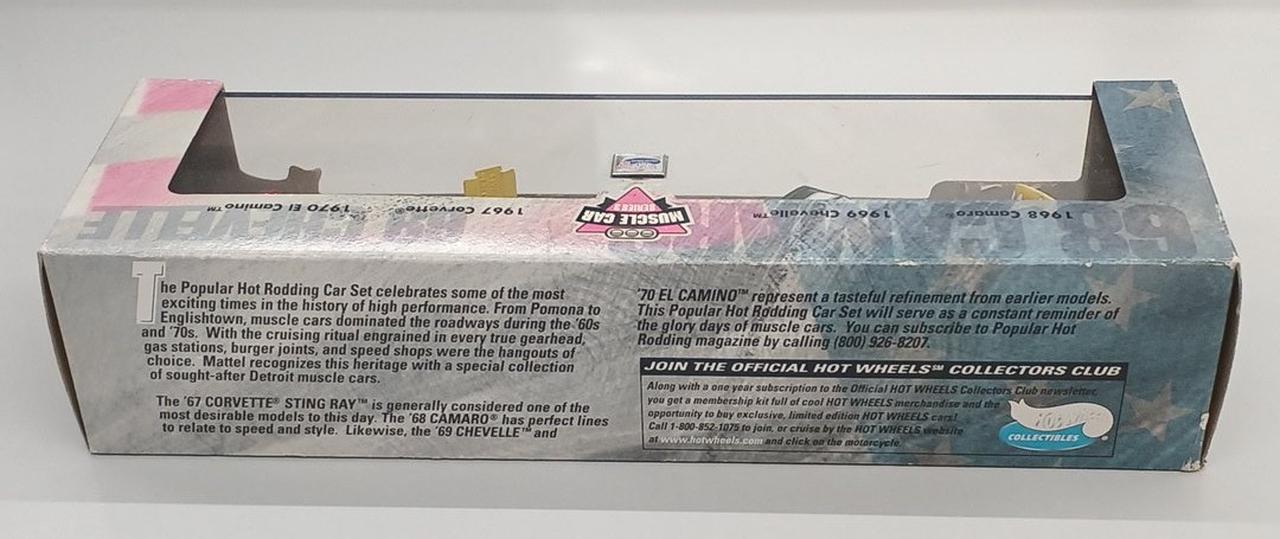 1970 El Camino™
1967 Corvette®
MUSCLE CAR
SERIES 3
1969 Chevelle™
1968 Camaro®
The Popular Hot Rodding Car Set celebrates some of the most
exciting times in the history of high performance. From Pomona to
Englishtown, muscle cars dominated the roadways during the '60s
and '70s. With the cruising ritual engrained in every true gearhead,
gas stations, burger joints, and speed shops were the hangouts of
choice. Mattel recognizes this heritage with a special collection
of sought-after Detroit muscle cars.
The '67 CORVETTE® STING RAY™ is generally considered one of the
most desirable models to this day. The '68 CAMARO® has perfect lines
to relate to speed and style. Likewise, the '69 CHEVELLE™ and
'70 EL CAMINO™ represent a tasteful refinement from earlier models.
This Popular Hot Rodding Car Set will serve as a constant reminder of
the glory days of muscle cars. You can subscribe to Popular Hot
Rodding magazine by calling (800) 926-8207.
JOIN THE OFFICIAL HOT WHEELS℠ COLLECTORS CLUB
Along with a one year subscription to the Official HOT WHEELS Collectors Club newsletter,
you get a membership kit full of cool HOT WHEELS merchandise and the
opportunity to buy exclusive, limited edition HOT WHEELS cars!
Call 1-800-852-1075 to join, or cruise by the HOT WHEELS website
at www.hotwheels.com and click on the motorcycle.
HOT WHEELS
COLLECTIBLES®